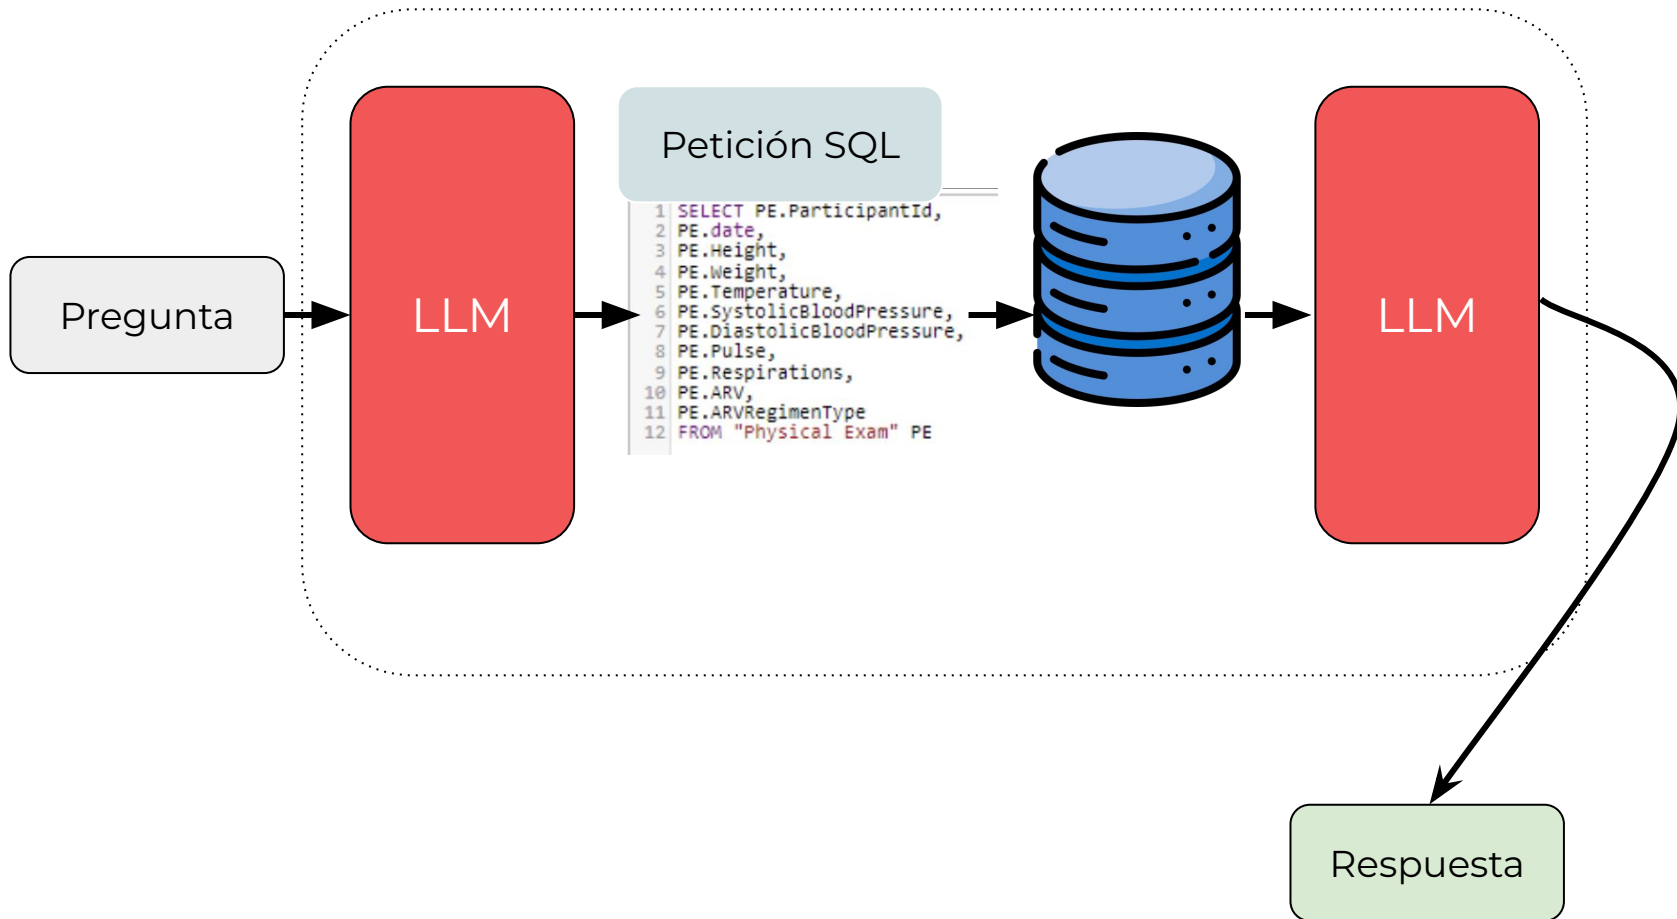 Pregunta
LLM
Petición SQL
1 SELECT PE.ParticipantId,
2 PE.date,
3 PE.Height,
4 PE.Weight,
5 PE.Temperature,
6 PE.SystolicBloodPressure,
7 PE.DiastolicBloodPressure,
8 PE.Pulse,
9 PE.Respirations,
10 PE.ARV,
11 PE.ARVRegimenType
12 FROM "Physical Exam" PE
LLM
Respuesta